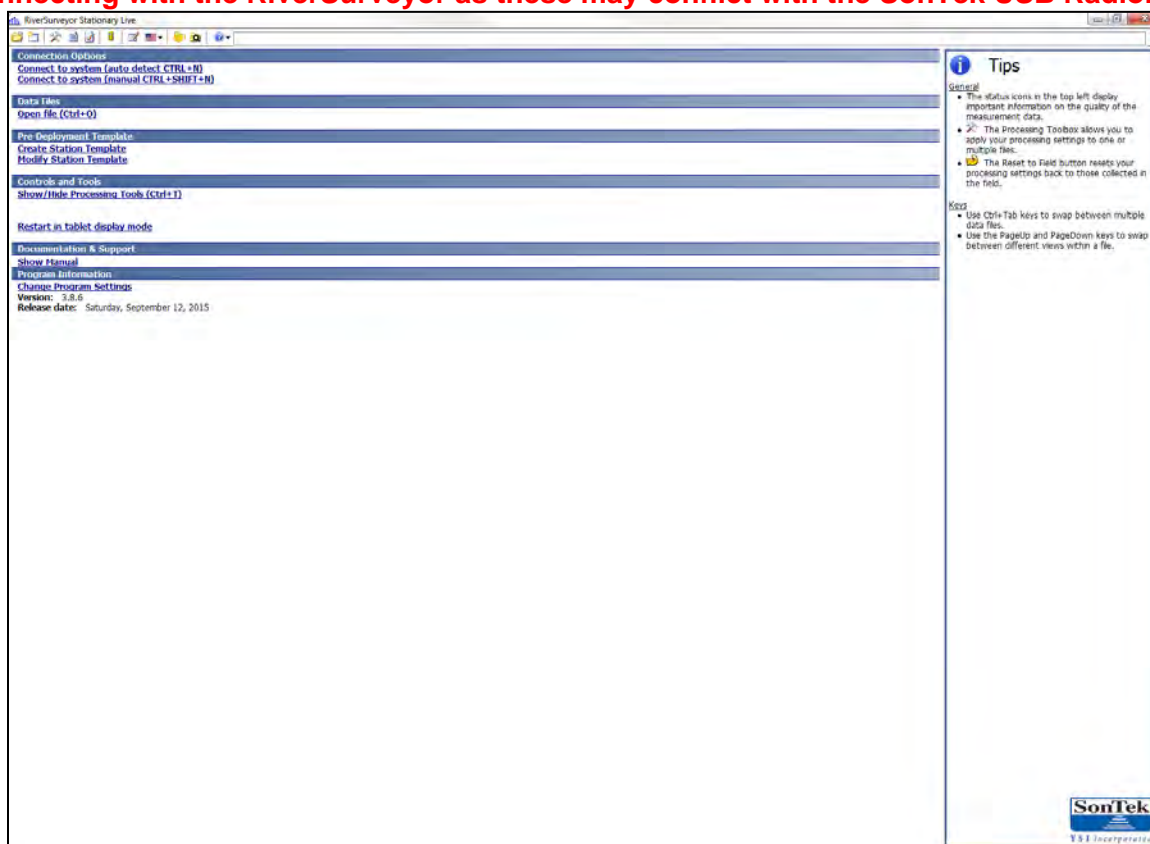 nnecting with the RiverSurveyor as these may conflict with the SonTek USB Radio.
RiverSurveyor Stationary Live
Connection Options
Connect to system (auto detect CTRL+N)
Connect to system (manual CTRL+SHIFT+N)
Data Files
Open file (Ctrl+O)
Pre Deployment Template
Create Station Template
Modify Station Template
Controls and Tools
Show/Hide Processing Tools (Ctrl+T)
Restart in tablet display mode
Documentation & Support
Show Manual
Program Information
Change Program Settings
Version: 3.8.6
Release date: Saturday, September 12, 2015
Tips
General
• The status icons in the top left display
important information on the quality of the
measurement data.
• The Processing Toolbox allows you to
apply your processing settings to one or
multiple files.
• The Reset to Field button resets your
processing settings back to those collected in
the field.
Keys
• Use Ctrl+Tab keys to swap between multiple
data files.
• Use the PageUp and PageDown keys to swap
between different views within a file.
SonTek
YSI incorporated